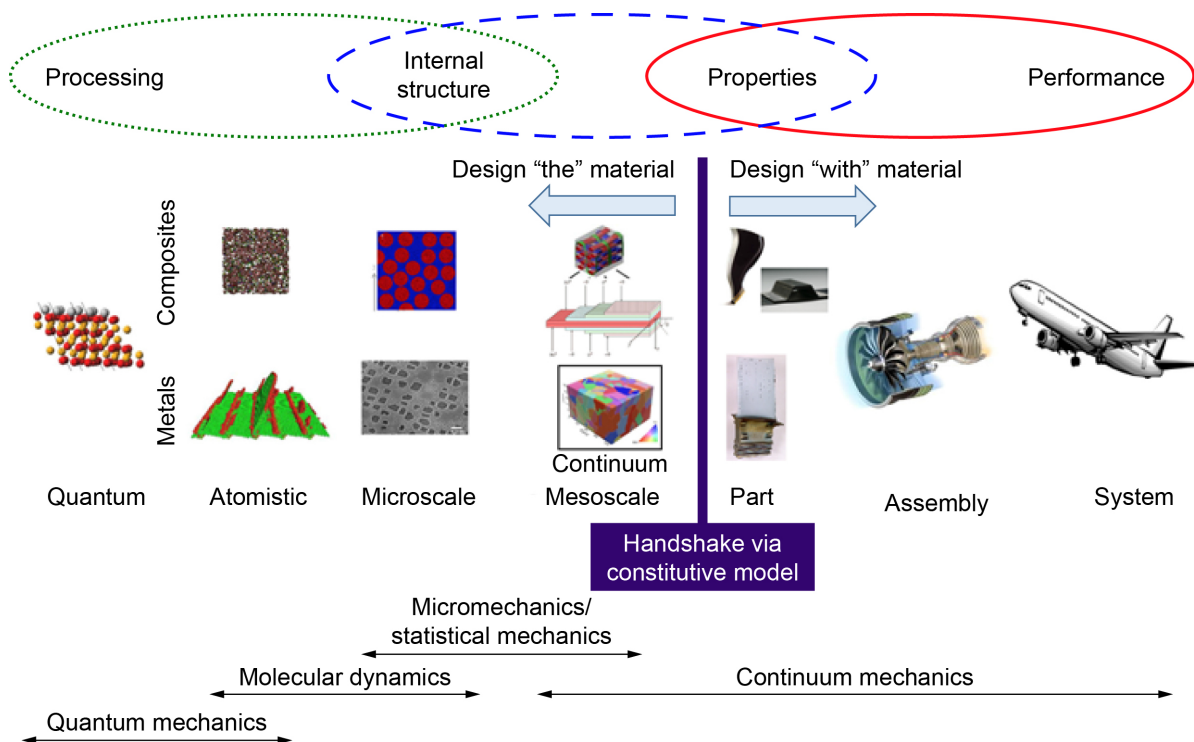 Processing
Internal
structure
Properties
Performance
Design “the” material
Design “with” material
Composites
Metals
Continuum
Quantum
Atomistic
Microscale
Mesoscale
Part
Assembly
System
Handshake via
constitutive model
Micromechanics/
statistical mechanics
Molecular dynamics
Continuum mechanics
Quantum mechanics